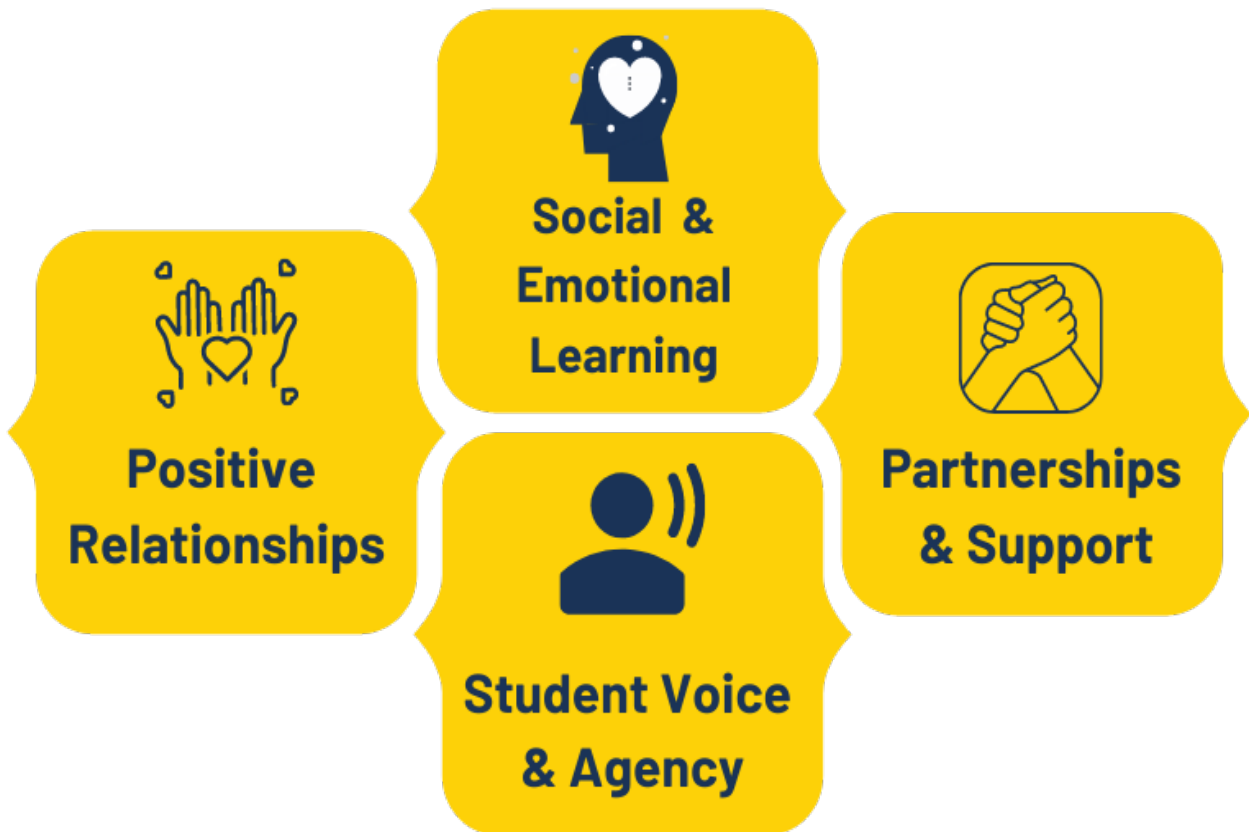 Social & 
Emotional
Learning
Positive
Relationships
Partnerships
& Support
Student Voice
& Agency